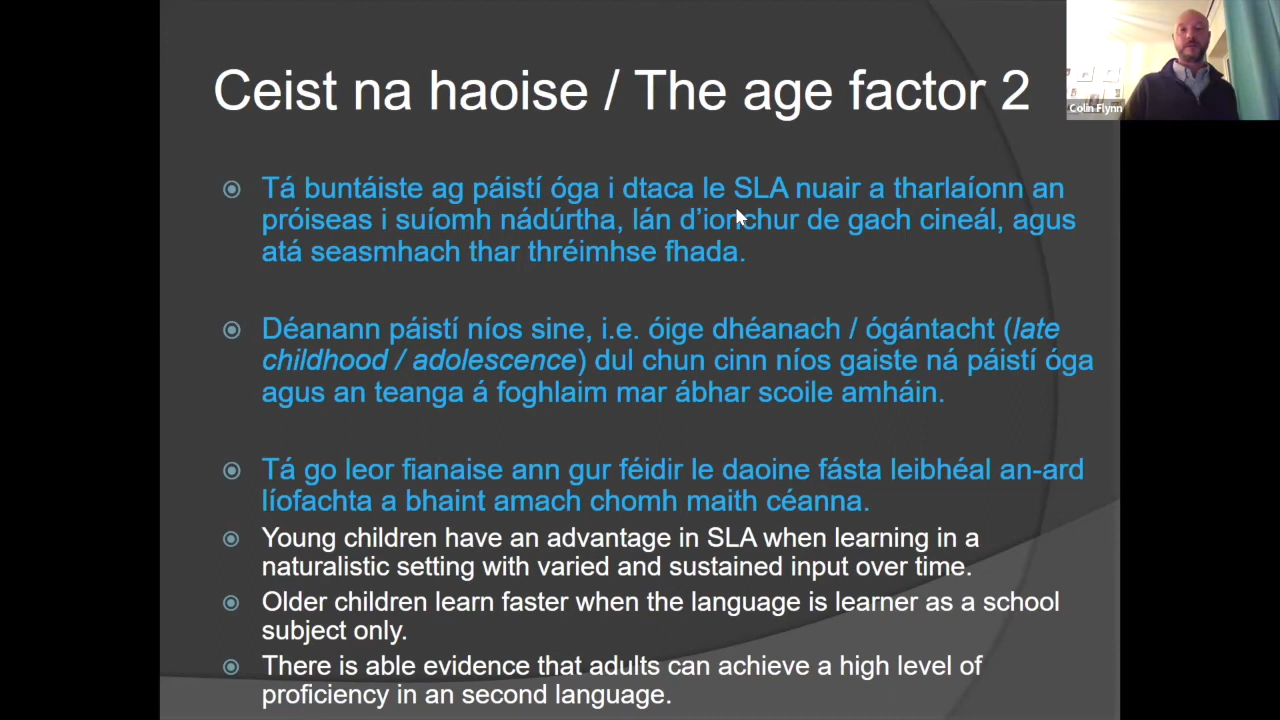 Ceist na haoise / The age factor 2
Colin Flynn
Tá buntáiste ag páistí óga i dtaca le SLA nuair a tharlaíonn an
próiseas i suíomh nádúrtha, lán d’ionchur de gach cineál, agus
atá seasmhach thar thréimhse fhada.
Déanann páistí níos sine, i.e. óige dhéanach / ógántacht (late
childhood / adolescence) dul chun cinn níos gaiste ná páistí óga
agus an teanga á foghlaim mar ábhar scoile amháin.
Tá go leor fianaise ann gur féidir le daoine fásta leibhéal an-ard
líofachta a bhaint amach chomh maith céanna.
Young children have an advantage in SLA when learning in a
naturalistic setting with varied and sustained input over time.
Older children learn faster when the language is learner as a school
subject only.
There is able evidence that adults can achieve a high level of
proficiency in an second language.